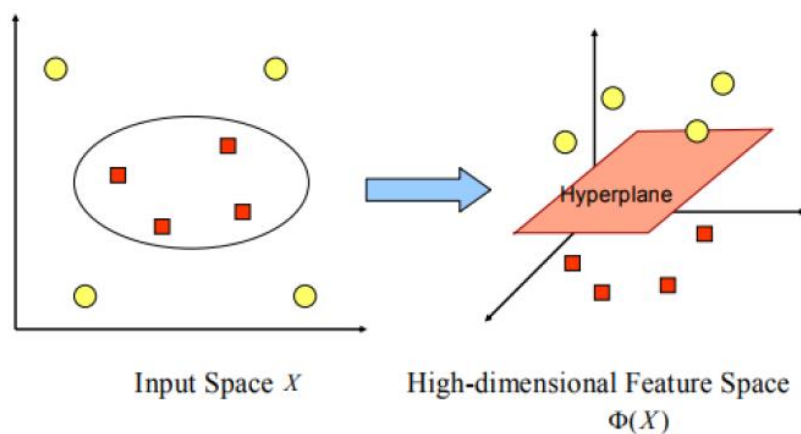 Hyperplane
Input Space X
High-dimensional Feature Space
Φ(X)